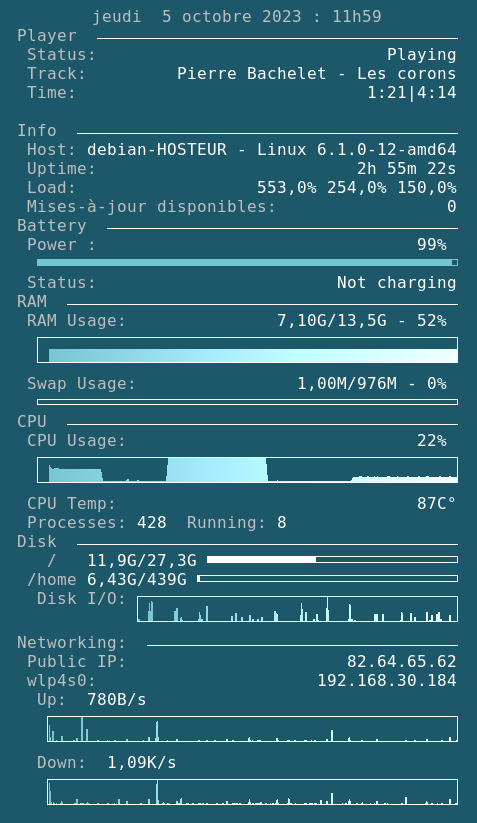 jeudi  5 octobre 2023 : 11h59
Player
Status: Playing
Track: Pierre Bachelet - Les corons
Time: 1:21|4:14
Info
Host: debian-HOSTEUR - Linux 6.1.0-12-amd64
Uptime: 2h 55m 22s
Load: 553,0% 254,0% 150,0%
Mises-à-jour disponibles: 0
Battery
Power : 99%
Status: Not charging
RAM
RAM Usage: 7,10G/13,5G - 52%
Swap Usage: 1,00M/976M - 0%
CPU
CPU Usage: 22%
CPU Temp: 87C°
Processes: 428  Running: 8
Disk
/ 11,9G/27,3G
/home 6,43G/439G
Disk I/O:
Networking:
Public IP: 82.64.65.62
wlp4s0: 192.168.30.184
Up: 780B/s
Down: 1,09K/s